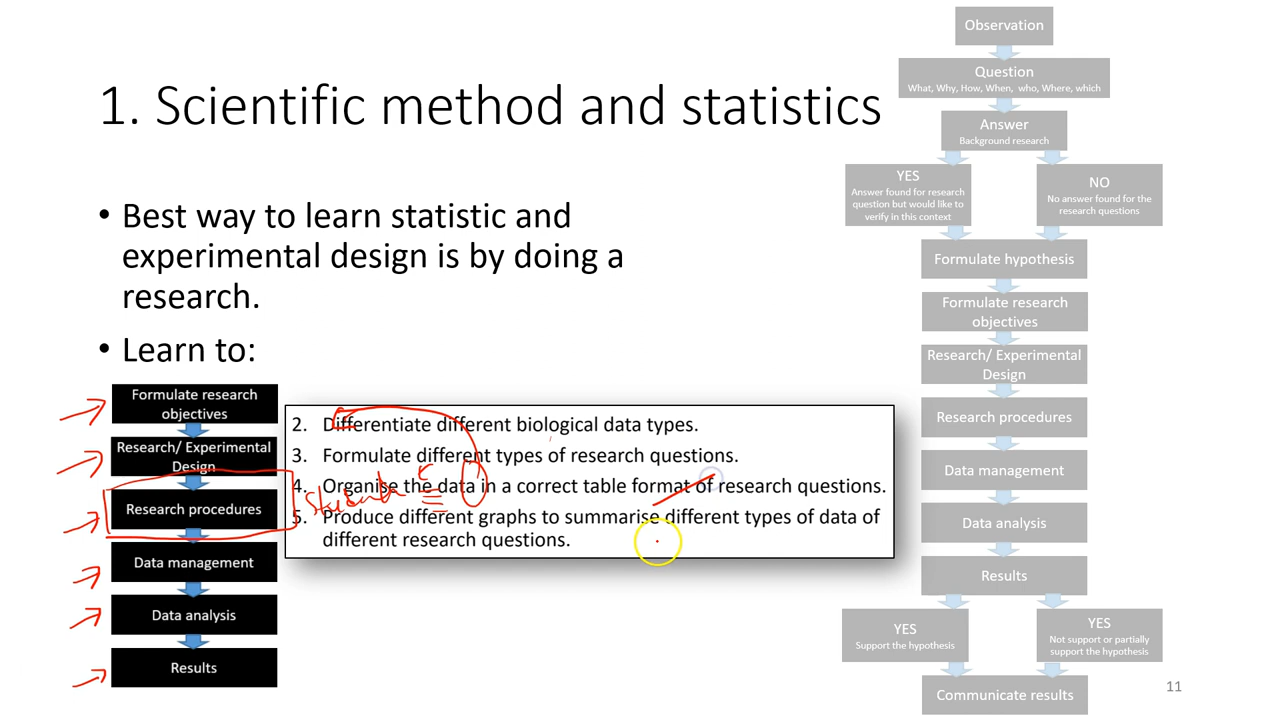 1. Scientific method and statistics
• Best way to learn statistic and
experimental design is by doing a
research.
• Learn to:
Formulate research
objectives
Research/ Experimental
Design
Research procedures
Data management
Data analysis
Results
2. Differentiate different biological data types.
3. Formulate different types of research questions.
4. Organise the data in a correct table format of research questions.
5. Produce different graphs to summarise different types of data of
different research questions.
Observation
Question
What, Why, How, When, who, Where, which
Answer
Background research
YES
Answer found for research
question but would like to
verify in this context
NO
No answer found for the
research questions
Formulate hypothesis
Formulate research
objectives
Research/ Experimental
Design
Research procedures
Data management
Data analysis
Results
YES
Support the hypothesis
YES
Not support or partially
support the hypothesis
Communicate results
11